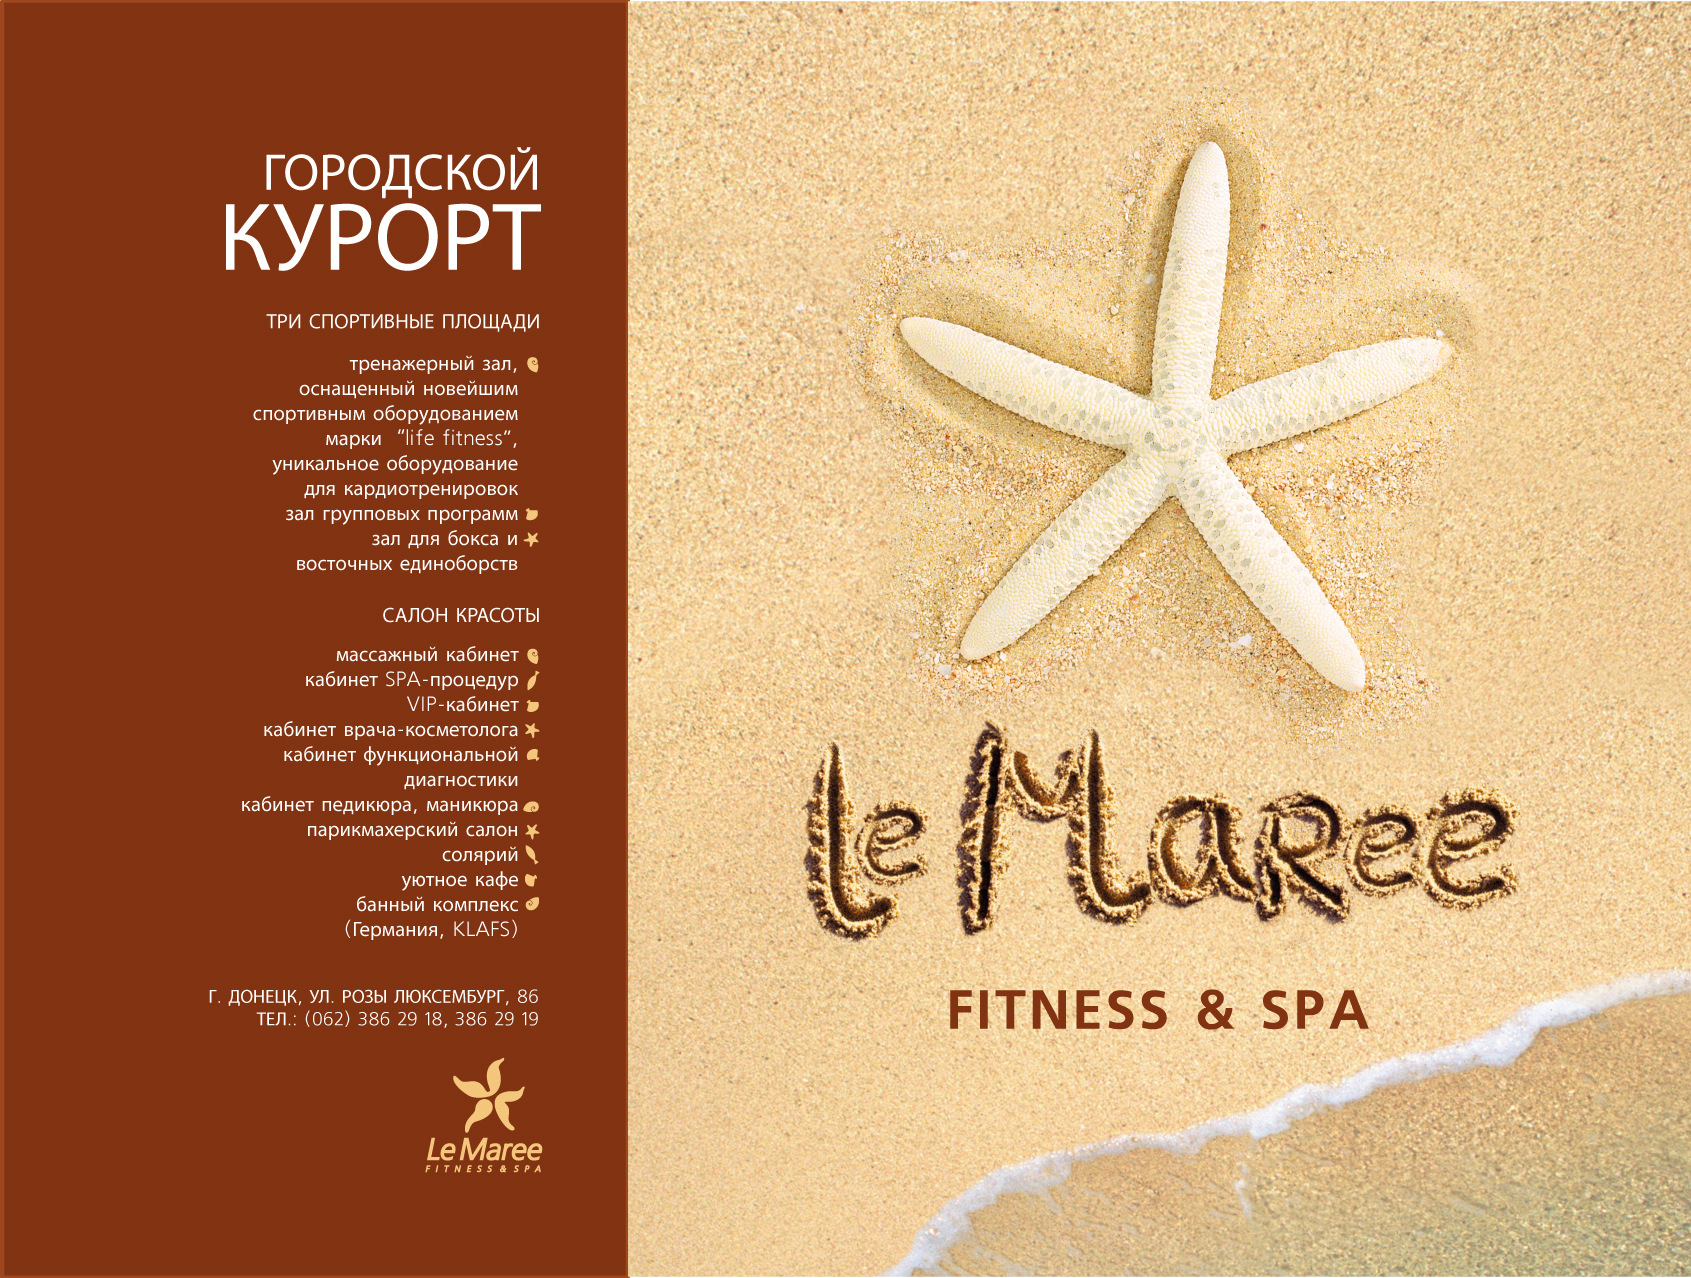 ГОРОДСКОЙ
КУРОРТ
ТРИ СПОРТИВНЫЕ ПЛОЩАДИ
тренажерный зал,
оснащенный новейшим
спортивным оборудованием
марки “life fitness”,
уникальное оборудование
для кардиотренировок
зал групповых программ
зал для бокса и
восточных единоборств
САЛОН КРАСОТЫ
массажный кабинет
кабинет SPA-процедур
VIP-кабинет
кабинет врача-косметолога
кабинет функциональной
диагностики
кабинет педикюра, маникюра
парикмахерский салон
солярий
уютное кафе
банный комплекс
(Германия, KLAFS)
Г. ДОНЕЦК, УЛ. РОЗЫ ЛЮКСЕМБУРГ, 86
ТЕЛ.: (062) 386 29 18, 386 29 19
Le Maree
FITNESS & SPA
le Maree
FITNESS & SPA